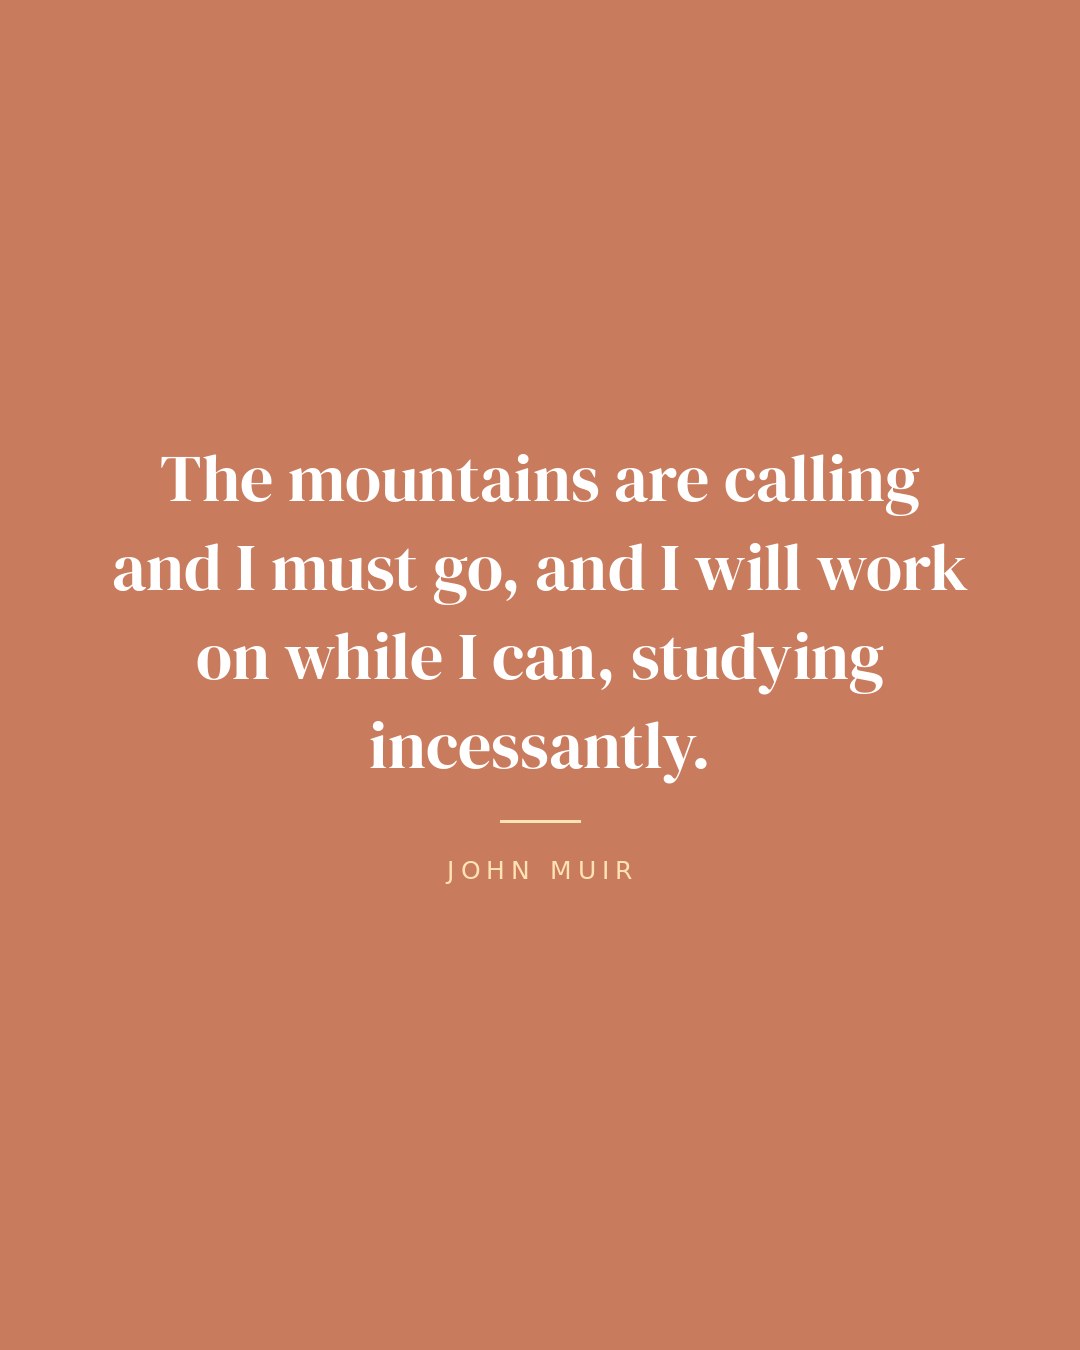 The mountains are calling
and I must go, and I will work
on while I can, studying
incessantly.
JOHN MUIR